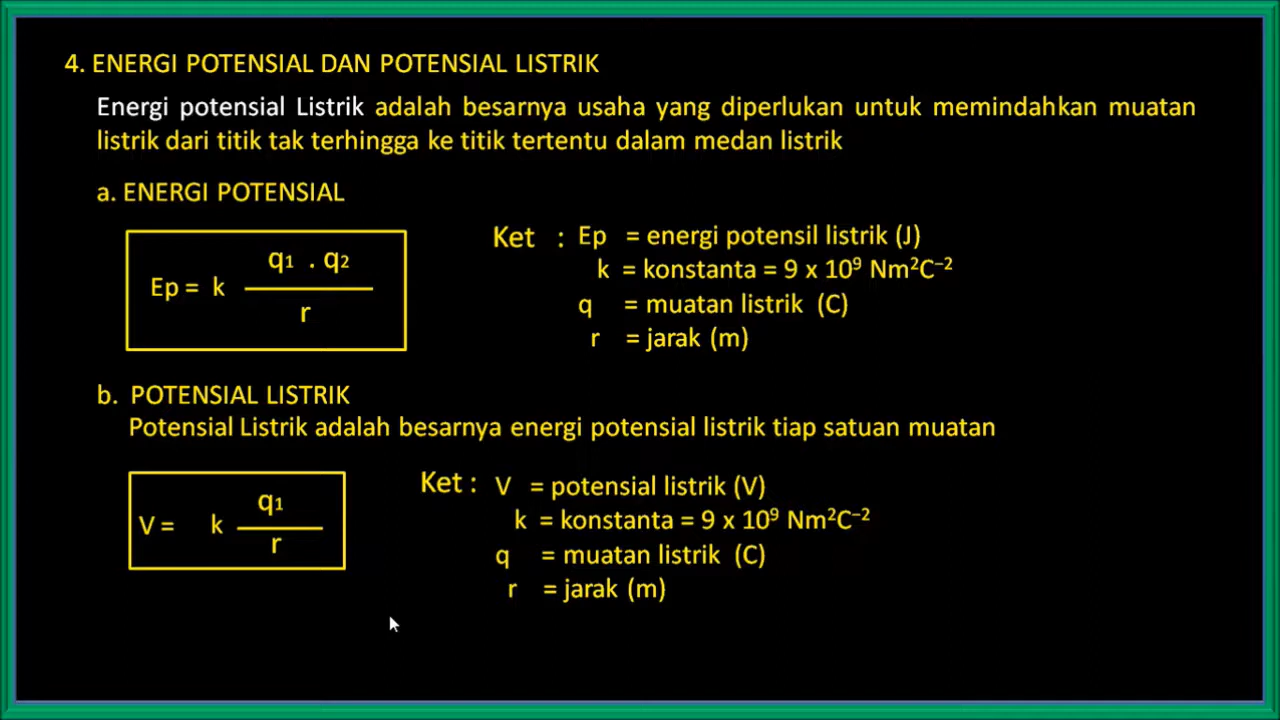 4. ENERGI POTENSIAL DAN POTENSIAL LISTRIK
Energi potensial Listrik adalah besarnya usaha yang diperlukan untuk memindahkan muatan
listrik dari titik tak terhingga ke titik tertentu dalam medan listrik
a. ENERGI POTENSIAL
Ep = k q₁ . q₂ / r
Ket : Ep = energi potensil listrik (J)
k = konstanta = 9 x 10⁹ Nm²C⁻²
q = muatan listrik (C)
r = jarak (m)
b. POTENSIAL LISTRIK
Potensial Listrik adalah besarnya energi potensial listrik tiap satuan muatan
V = k q₁ / r
Ket : V = potensial listrik (V)
k = konstanta = 9 x 10⁹ Nm²C⁻²
q = muatan listrik (C)
r = jarak (m)